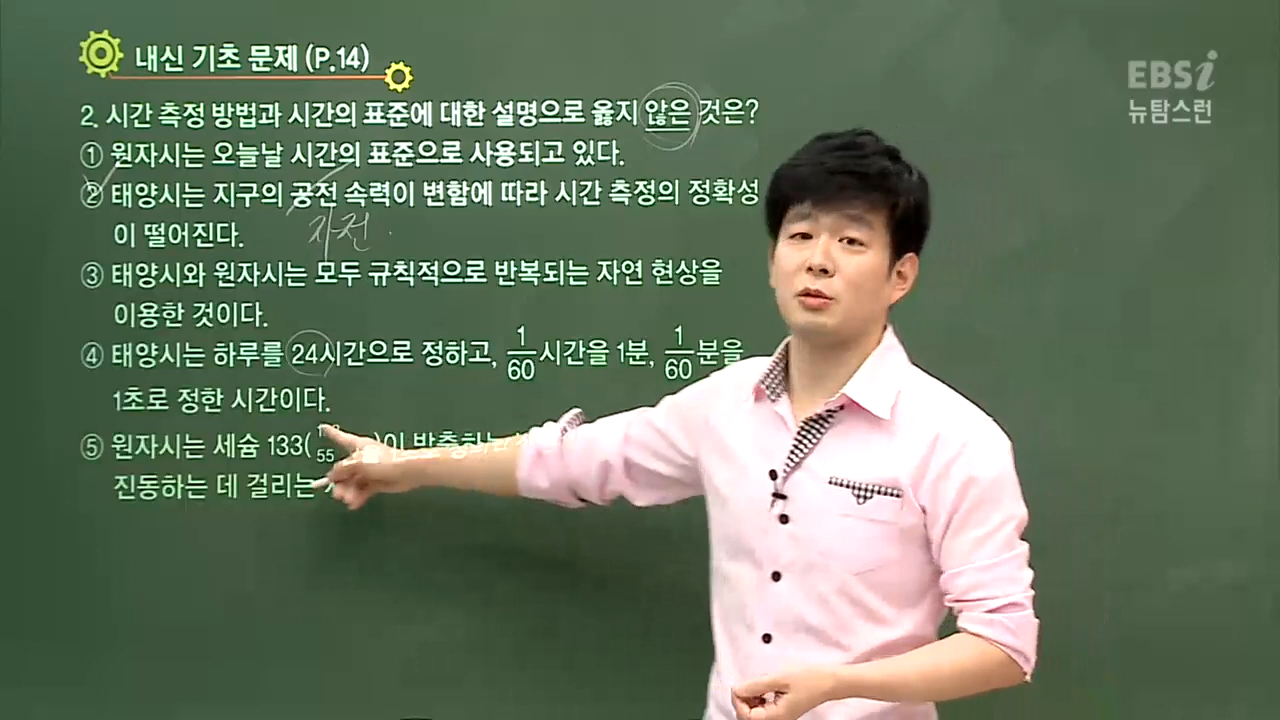 내신 기초 문제 (P.14)
EBSi
뉴탐스런
2. 시간 측정 방법과 시간의 표준에 대한 설명으로 옳지 않은 것은?
① 원자시는 오늘날 시간의 표준으로 사용되고 있다.
② 태양시는 지구의 공전 속력이 변함에 따라 시간 측정의 정확성
이 떨어진다.
자전
③ 태양시와 원자시는 모두 규칙적으로 반복되는 자연 현상을
이용한 것이다.
④ 태양시는 하루를 24시간으로 정하고, 1/60시간을 1분, 1/60분을
1초로 정한 시간이다.
⑤ 원자시는 세슘 133( 55 )이 방출하는
진동하는 데 걸리는